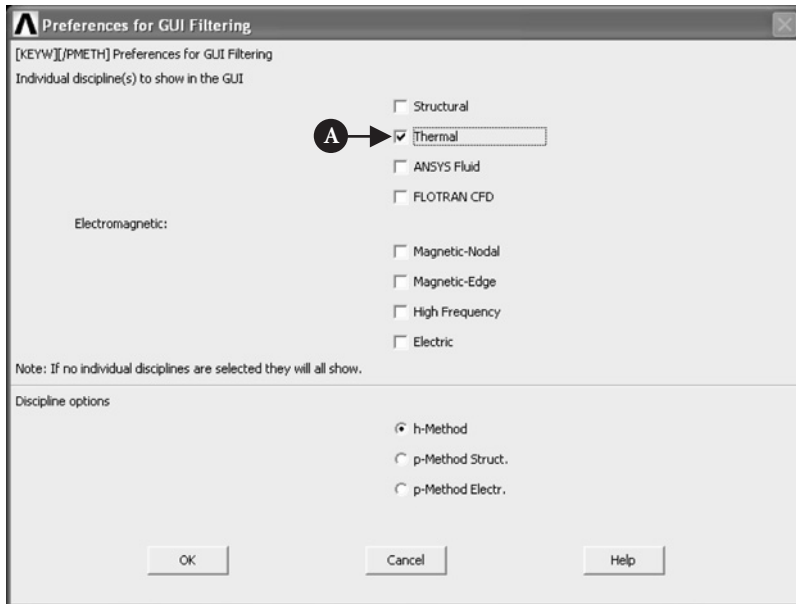 Preferences for GUI Filtering
[KEYW][/PMETH] Preferences for GUI Filtering
Individual discipline(s) to show in the GUI
Structural
A
Thermal
ANSYS Fluid
FLOTRAN CFD
Electromagnetic:
Magnetic-Nodal
Magnetic-Edge
High Frequency
Electric
Note: If no individual disciplines are selected they will all show.
Discipline options
h-Method
p-Method Struct.
p-Method Electr.
OK Cancel Help